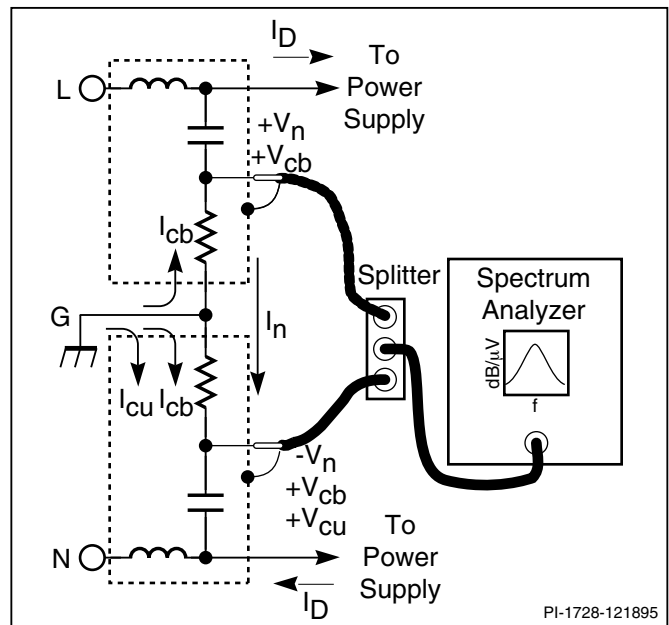 I_D
To
Power
Supply
L
+V_n
+V_cb
I_cb
Splitter
Spectrum
Analyzer
dB/µV
f
G
I_n
I_cu I_cb
-V_n
+V_cb
+V_cu
N
To
Power
Supply
I_D
PI-1728-121895